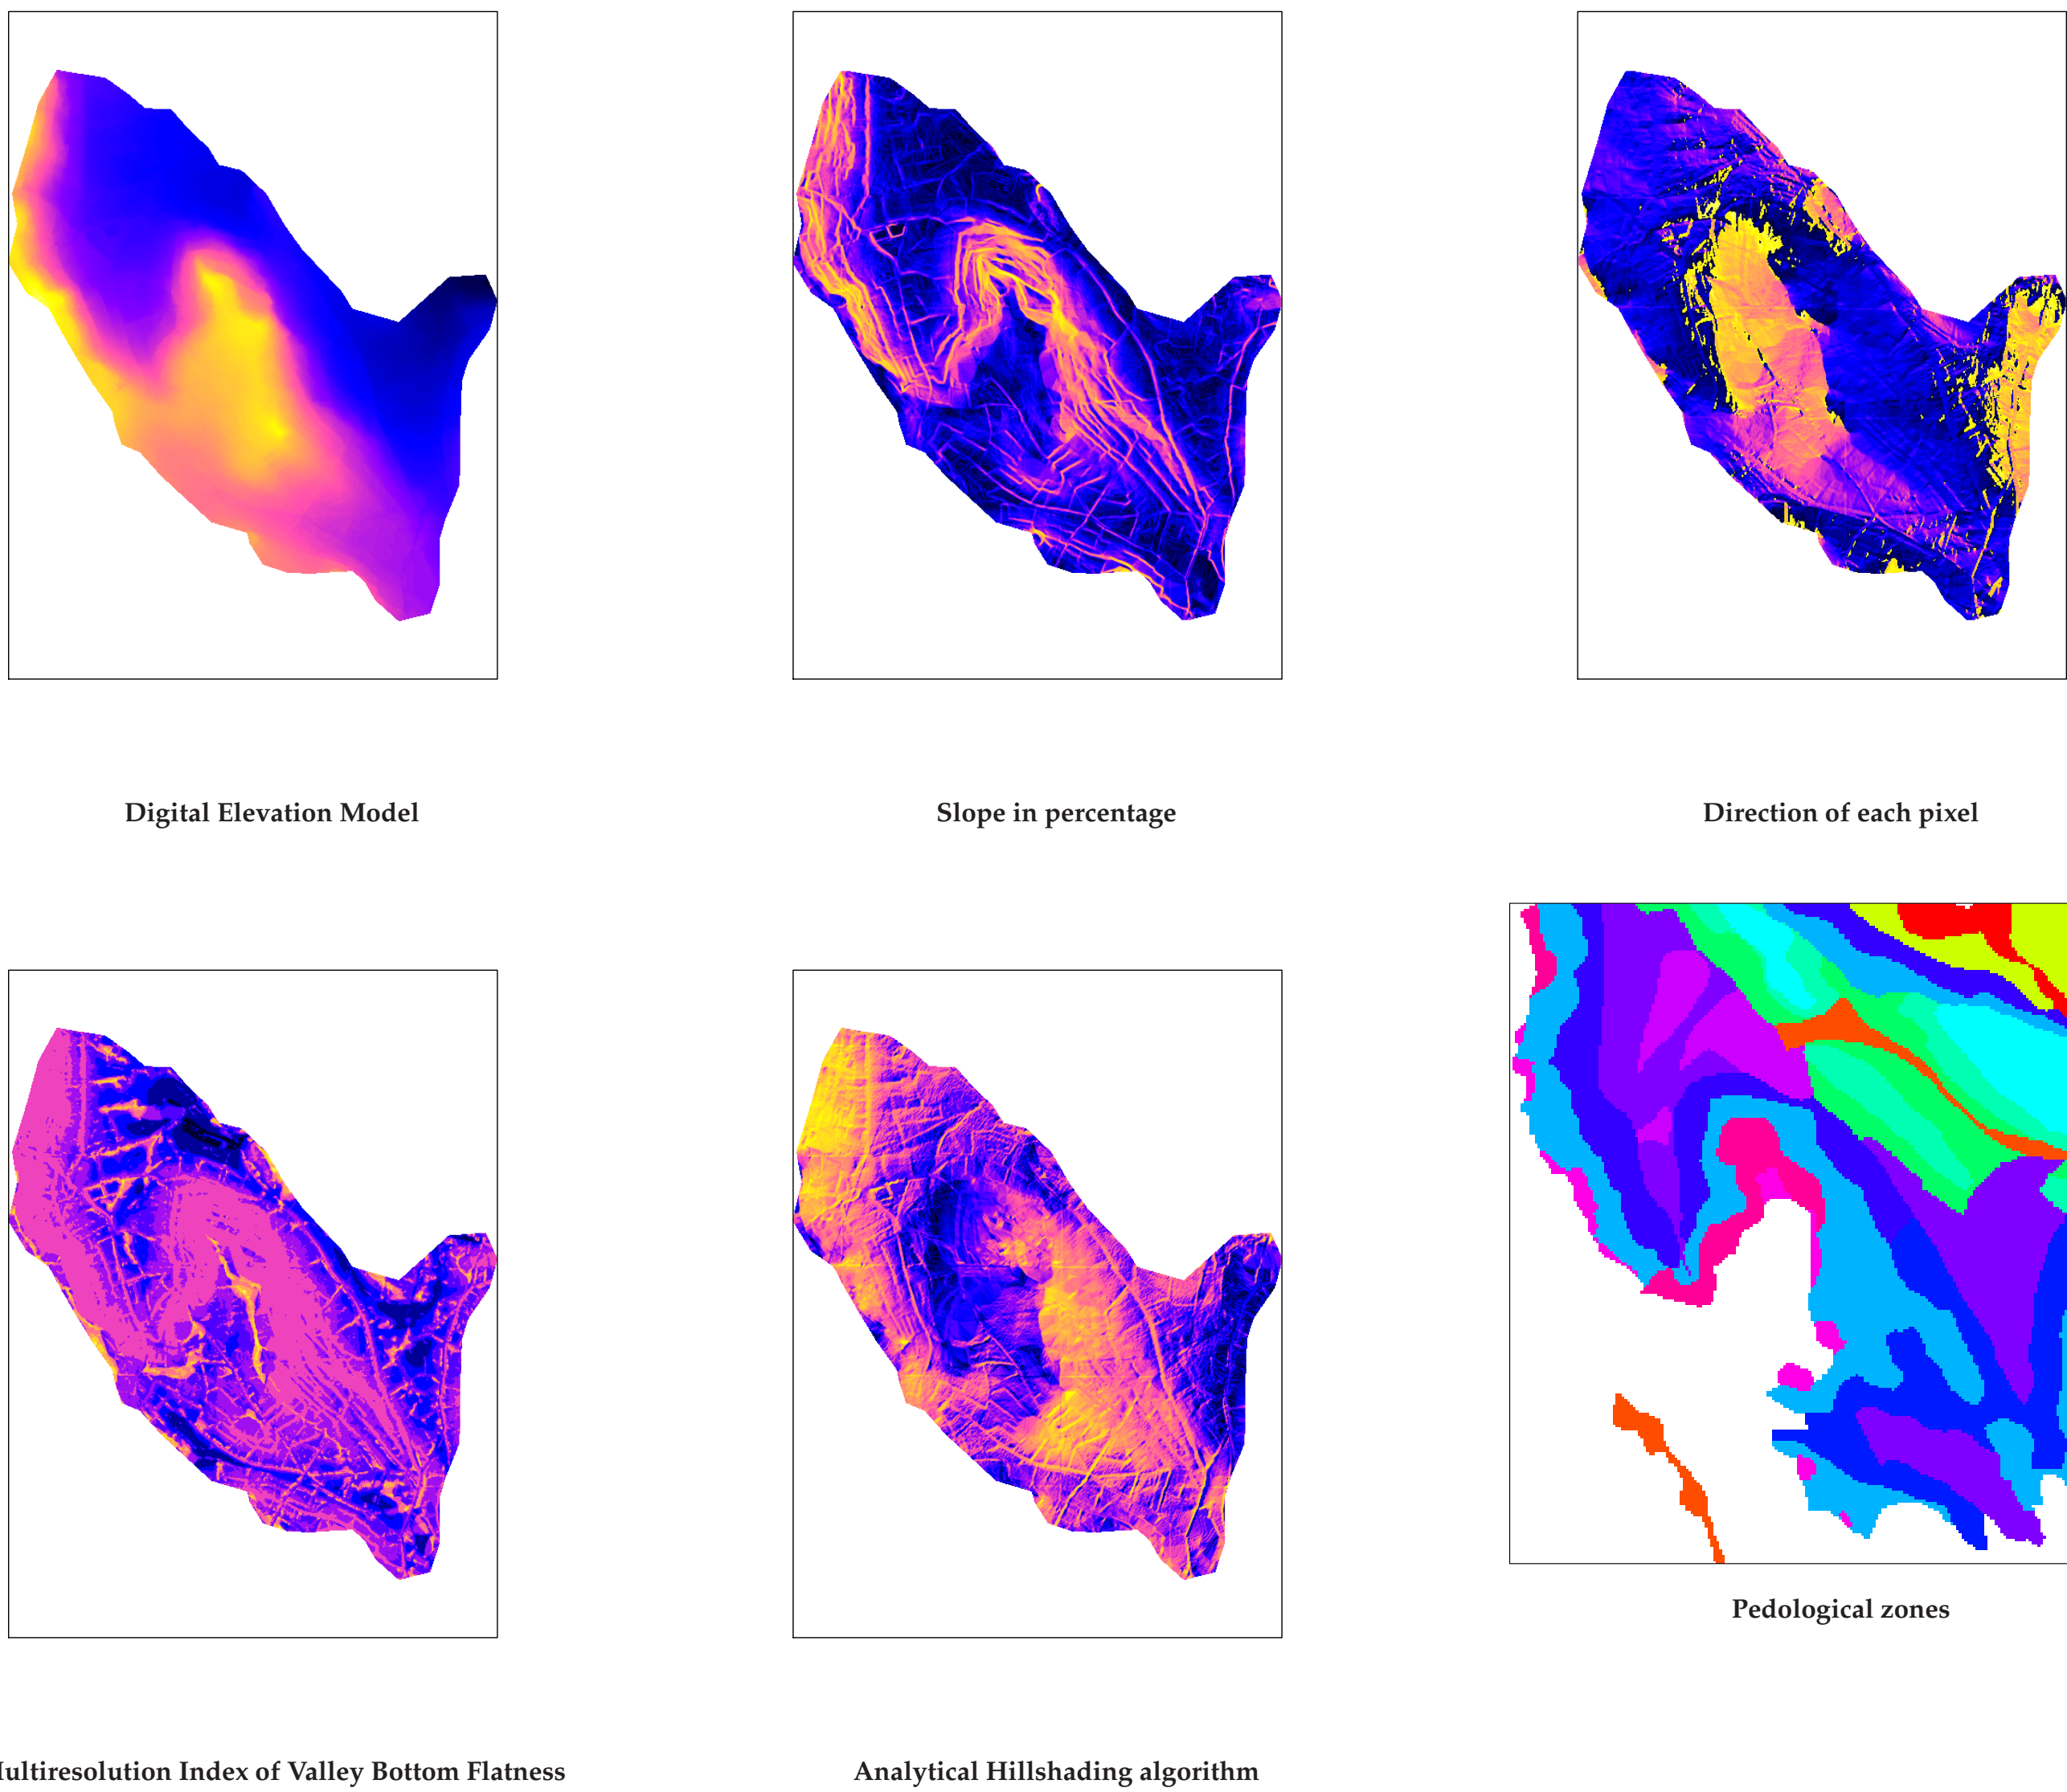 Digital Elevation Model
Slope in percentage
Direction of each pixel
Pedological zones
ultiresolution Index of Valley Bottom Flatness
Analytical Hillshading algorithm